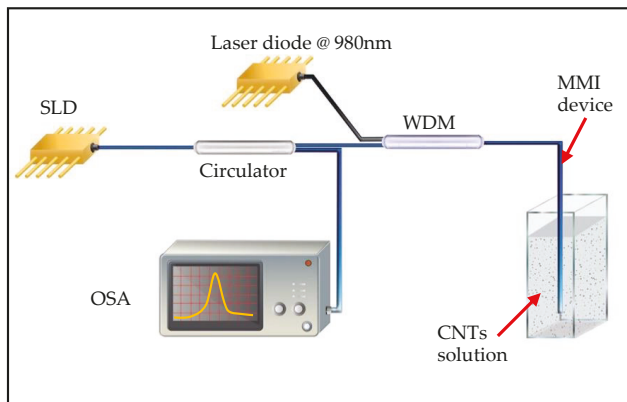 Laser diode @ 980nm
SLD
WDM
MMI
device
Circulator
OSA
CNTs
solution